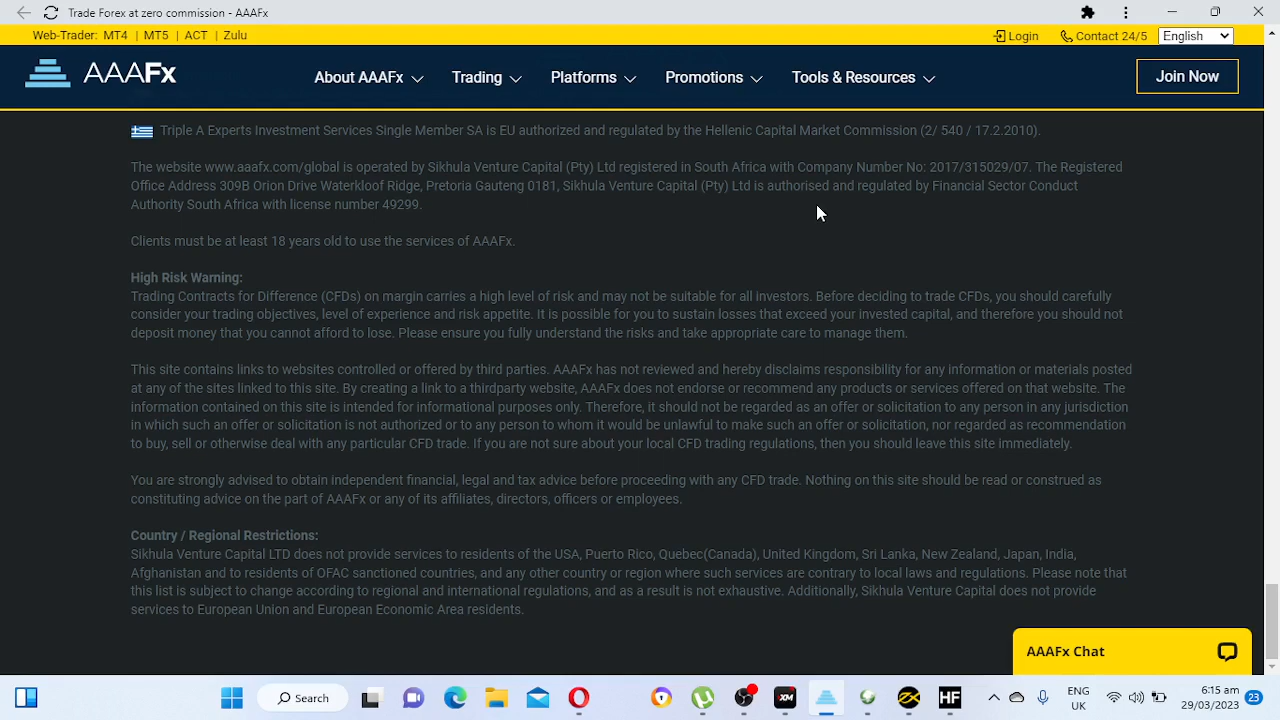 Trade Forex at zero commission - AAAFx
Web-Trader: MT4 | MT5 | ACT | Zulu
Login Contact 24/5 English
AAAFx About AAAFx Trading Platforms Promotions Tools & Resources Join Now
Triple A Experts Investment Services Single Member SA is EU authorized and regulated by the Hellenic Capital Market Commission (2/ 540 / 17.2.2010).
The website www.aaafx.com/global is operated by Sikhula Venture Capital (Pty) Ltd registered in South Africa with Company Number No: 2017/315029/07. The Registered
Office Address 309B Orion Drive Waterkloof Ridge, Pretoria Gauteng 0181, Sikhula Venture Capital (Pty) Ltd is authorised and regulated by Financial Sector Conduct
Authority South Africa with license number 49299.
Clients must be at least 18 years old to use the services of AAAFx.
High Risk Warning:
Trading Contracts for Difference (CFDs) on margin carries a high level of risk and may not be suitable for all investors. Before deciding to trade CFDs, you should carefully
consider your trading objectives, level of experience and risk appetite. It is possible for you to sustain losses that exceed your invested capital, and therefore you should not
deposit money that you cannot afford to lose. Please ensure you fully understand the risks and take appropriate care to manage them.
This site contains links to websites controlled or offered by third parties. AAAFx has not reviewed and hereby disclaims responsibility for any information or materials posted
at any of the sites linked to this site. By creating a link to a thirdparty website, AAAFx does not endorse or recommend any products or services offered on that website. The
information contained on this site is intended for informational purposes only. Therefore, it should not be regarded as an offer or solicitation to any person in any jurisdiction
in which such an offer or solicitation is not authorized or to any person to whom it would be unlawful to make such an offer or solicitation, nor regarded as recommendation
to buy, sell or otherwise deal with any particular CFD trade. If you are not sure about your local CFD trading regulations, then you should leave this site immediately.
You are strongly advised to obtain independent financial, legal and tax advice before proceeding with any CFD trade. Nothing on this site should be read or construed as
constituting advice on the part of AAAFx or any of its affiliates, directors, officers or employees.
Country / Regional Restrictions:
Sikhula Venture Capital LTD does not provide services to residents of the USA, Puerto Rico, Quebec(Canada), United Kingdom, Sri Lanka, New Zealand, Japan, India,
Afghanistan and to residents of OFAC sanctioned countries, and any other country or region where such services are contrary to local laws and regulations. Please note that
this list is subject to change according to regional and international regulations, and as a result is not exhaustive. Additionally, Sikhula Venture Capital does not provide
services to European Union and European Economic Area residents.
AAAFx Chat
Search
XM
HF
ENG
UK
6:15 am
29/03/2023
23